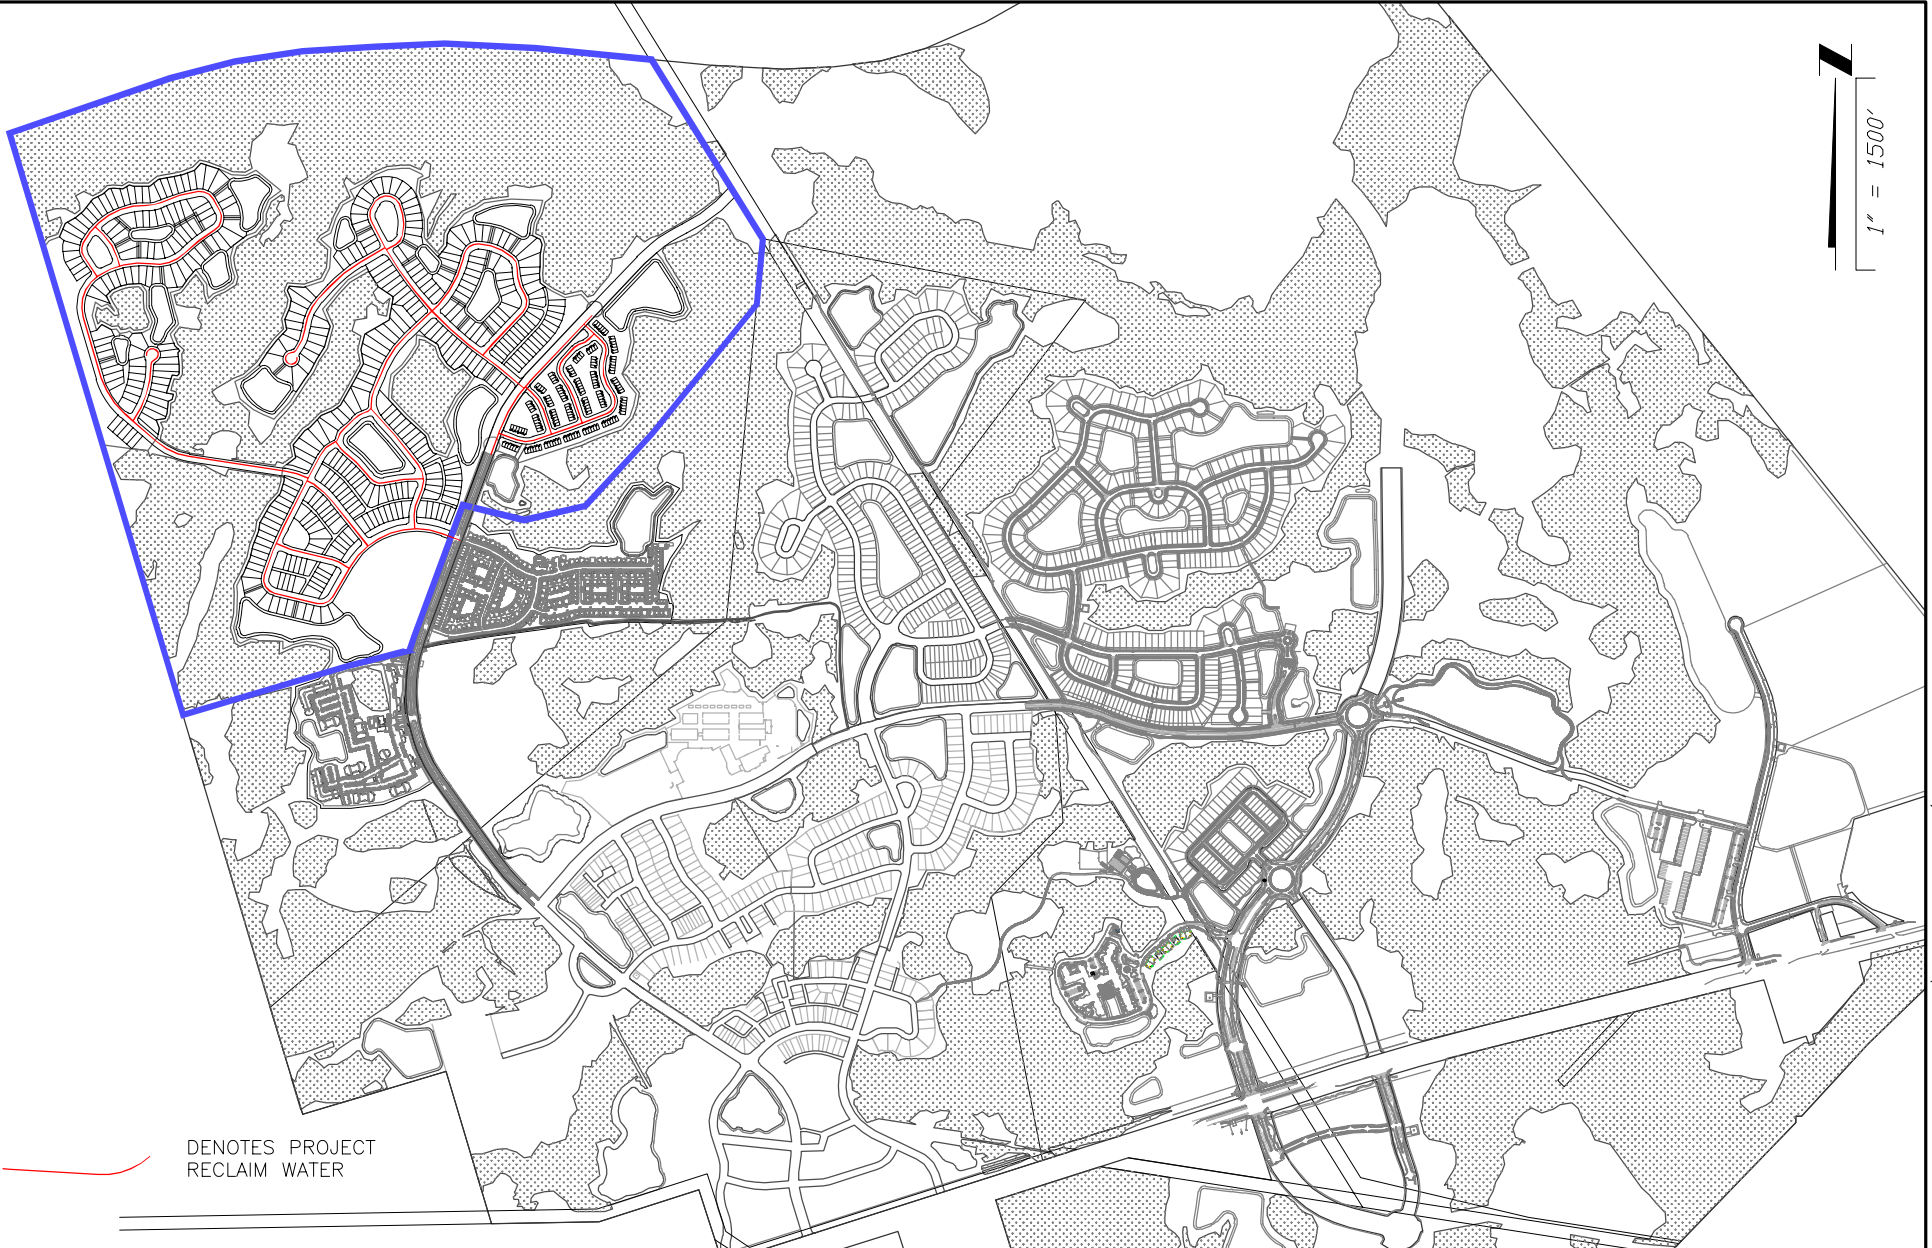 1" = 1500'
DENOTES PROJECT
RECLAIM WATER